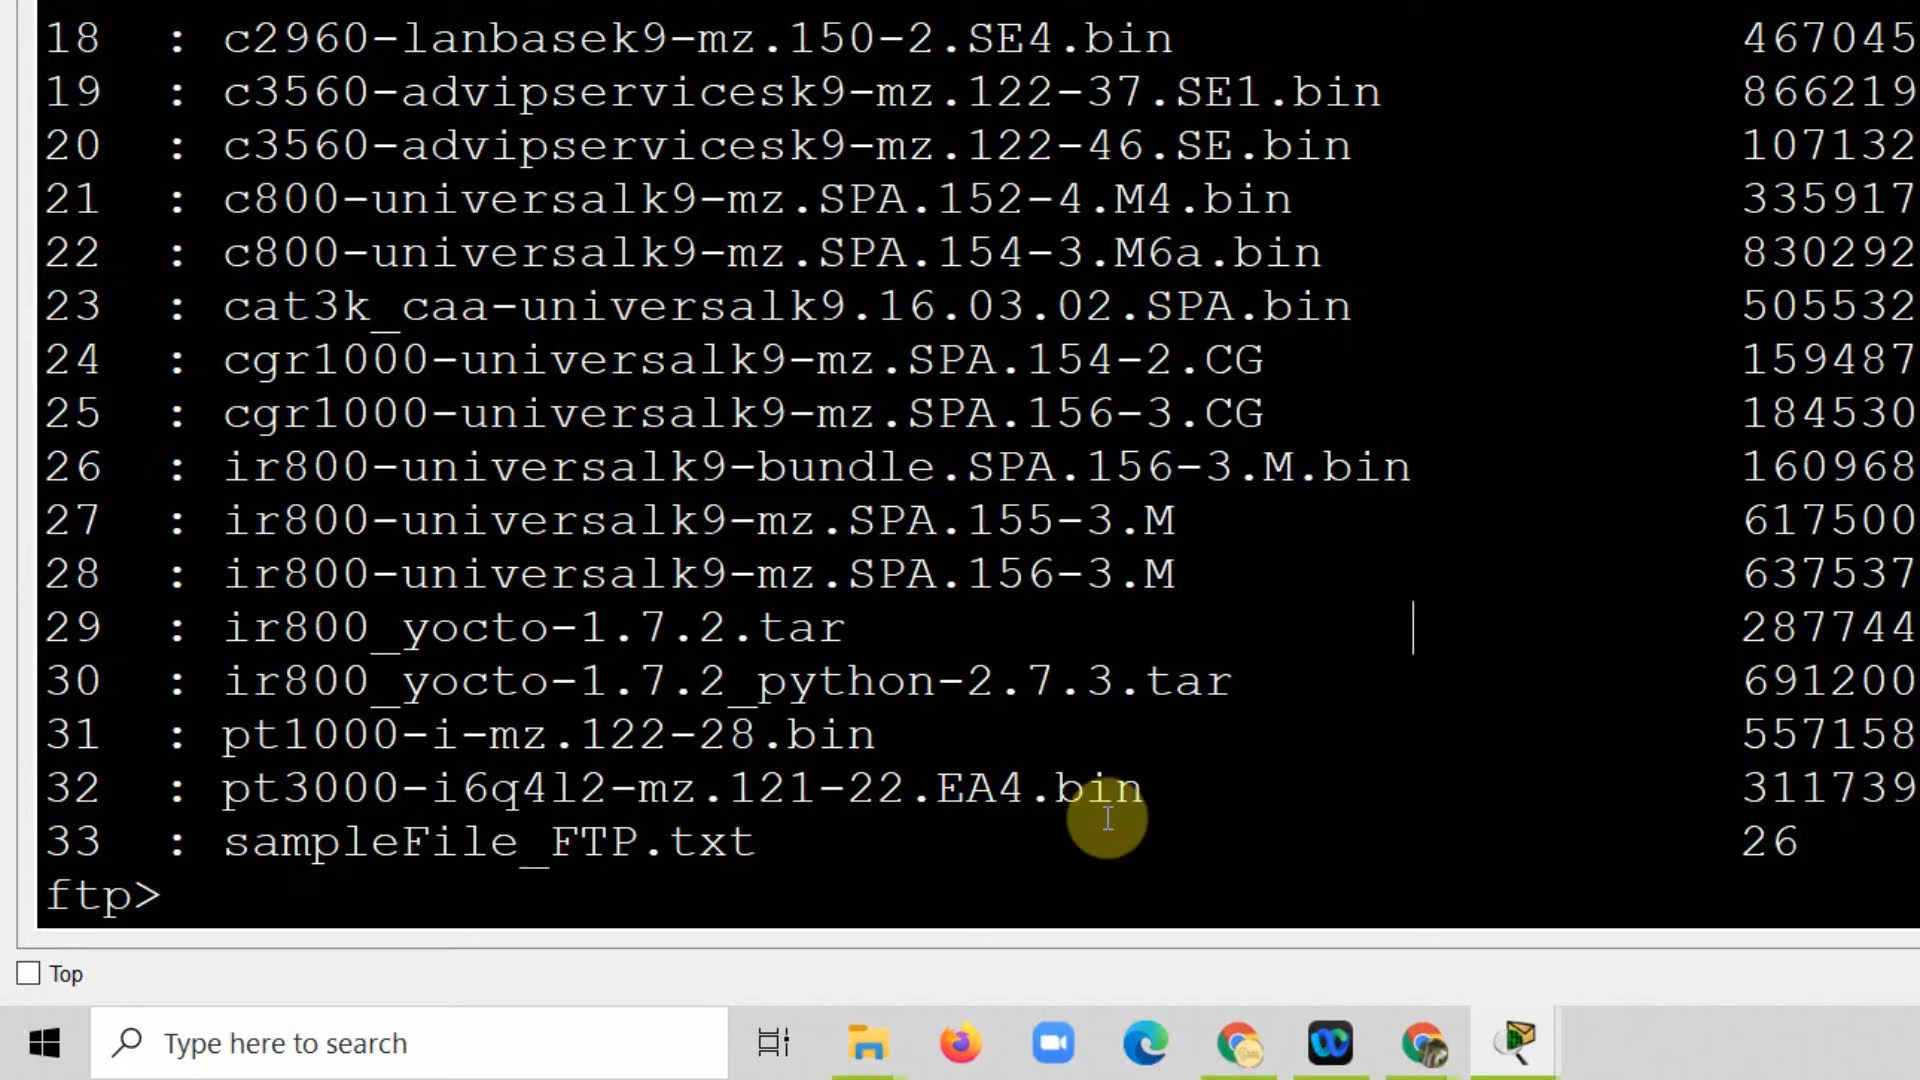 18 : c2960-lanbasek9-mz.150-2.SE4.bin 467045
19 : c3560-advipservicesk9-mz.122-37.SE1.bin 866219
20 : c3560-advipservicesk9-mz.122-46.SE.bin 107132
21 : c800-universalk9-mz.SPA.152-4.M4.bin 335917
22 : c800-universalk9-mz.SPA.154-3.M6a.bin 830292
23 : cat3k_caa-universalk9.16.03.02.SPA.bin 505532
24 : cgr1000-universalk9-mz.SPA.154-2.CG 159487
25 : cgr1000-universalk9-mz.SPA.156-3.CG 184530
26 : ir800-universalk9-bundle.SPA.156-3.M.bin 160968
27 : ir800-universalk9-mz.SPA.155-3.M 617500
28 : ir800-universalk9-mz.SPA.156-3.M 637537
29 : ir800_yocto-1.7.2.tar 287744
30 : ir800_yocto-1.7.2_python-2.7.3.tar 691200
31 : pt1000-i-mz.122-28.bin 557158
32 : pt3000-i6q4l2-mz.121-22.EA4.bin 311739
33 : sampleFile_FTP.txt 26
ftp>
Top
Type here to search